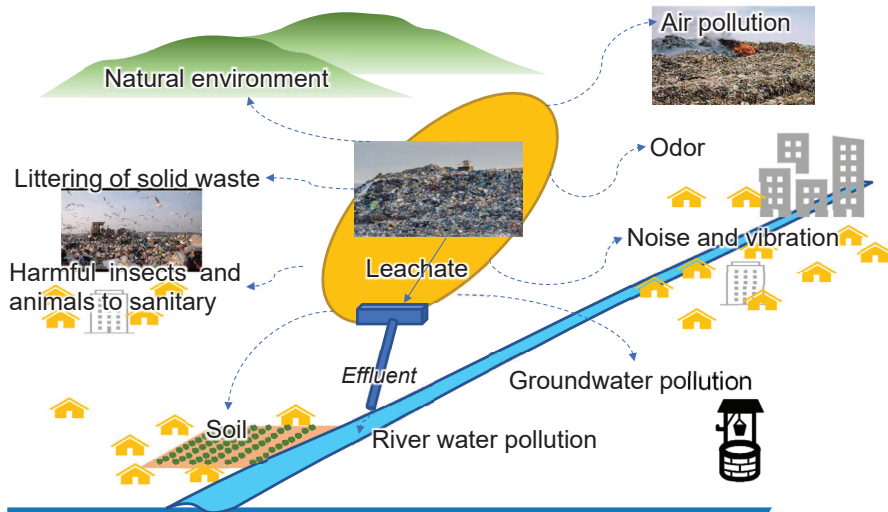 Air pollution
Natural environment
Odor
Littering of solid waste
Noise and vibration
Leachate
Harmful insects and
animals to sanitary
Effluent
Groundwater pollution
Soil
River water pollution